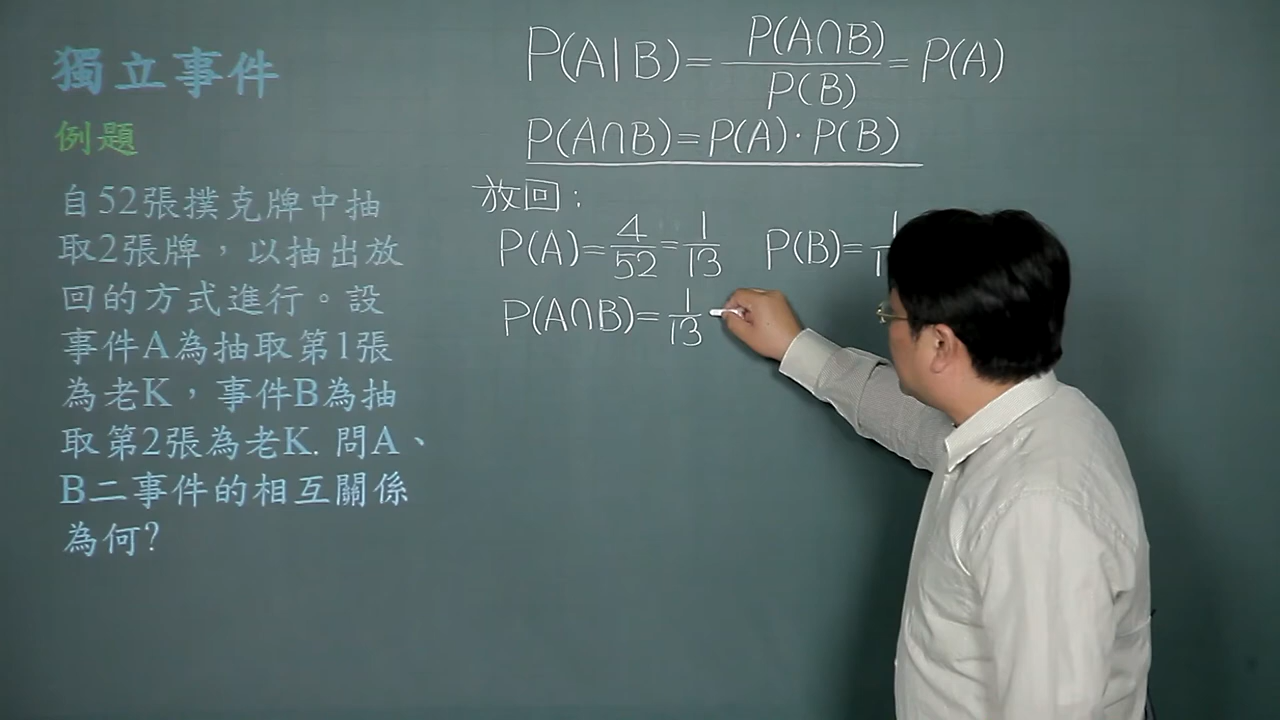 獨立事件
例題
自52張撲克牌中抽
取2張牌，以抽出放
回的方式進行。設
事件A為抽取第1張
為老K，事件B為抽
取第2張為老K. 問A、
B二事件的相互關係
為何?
P(A|B)= P(A∩B)/P(B) = P(A)
P(A∩B)=P(A)·P(B)
放回:
P(A)= 4/52 = 1/13 P(B)=
P(A∩B)= 1/13